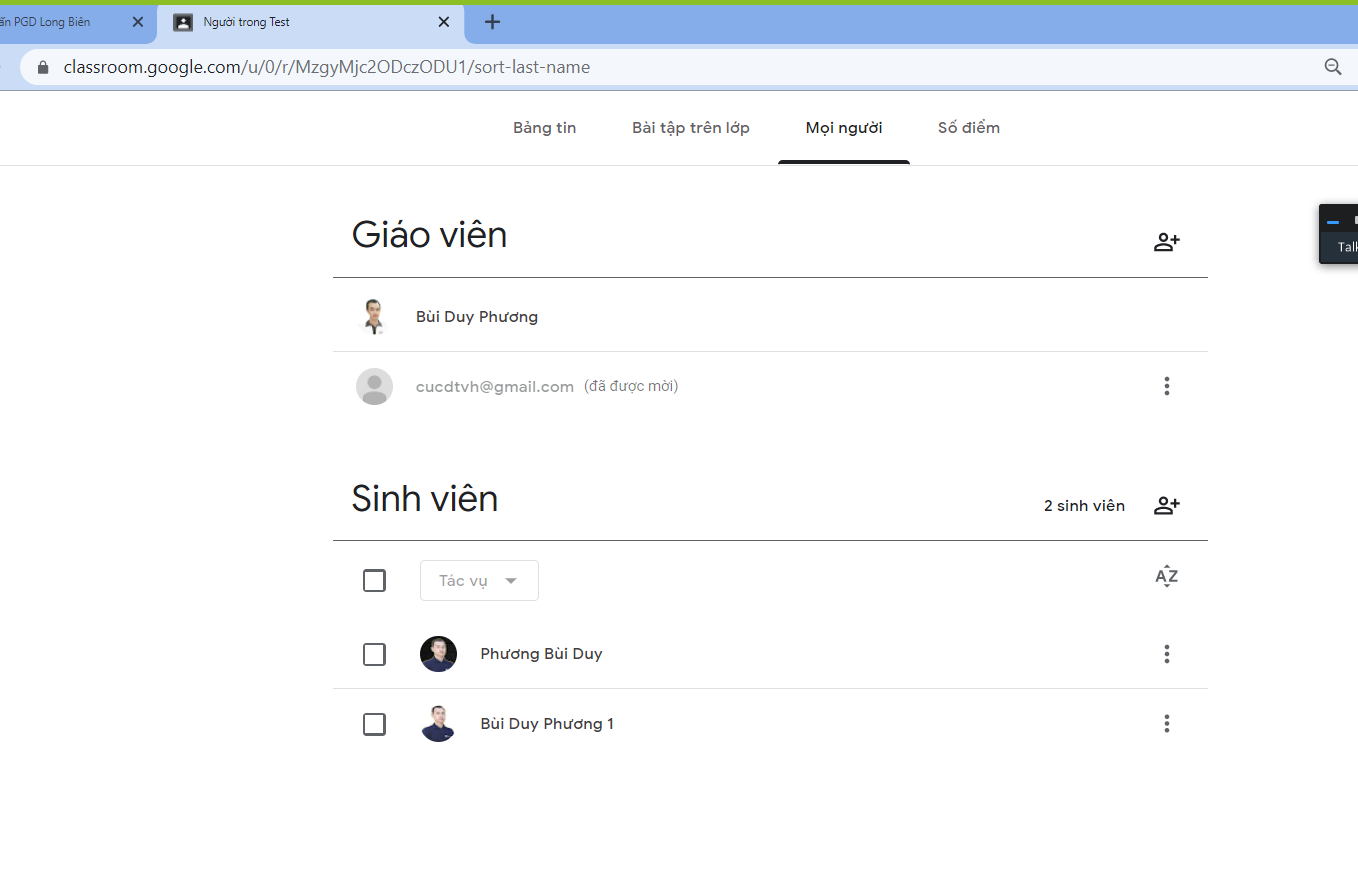 ấn PGD Long Biên
Người trong Test
classroom.google.com/u/0/r/MzgyMjc2ODczODU1/sort-last-name
Bảng tin
Bài tập trên lớp
Mọi người
Số điểm
Giáo viên
Bùi Duy Phương
cucdtvh@gmail.com (đã được mời)
Sinh viên
2 sinh viên
Tác vụ
AZ
Phương Bùi Duy
Bùi Duy Phương 1